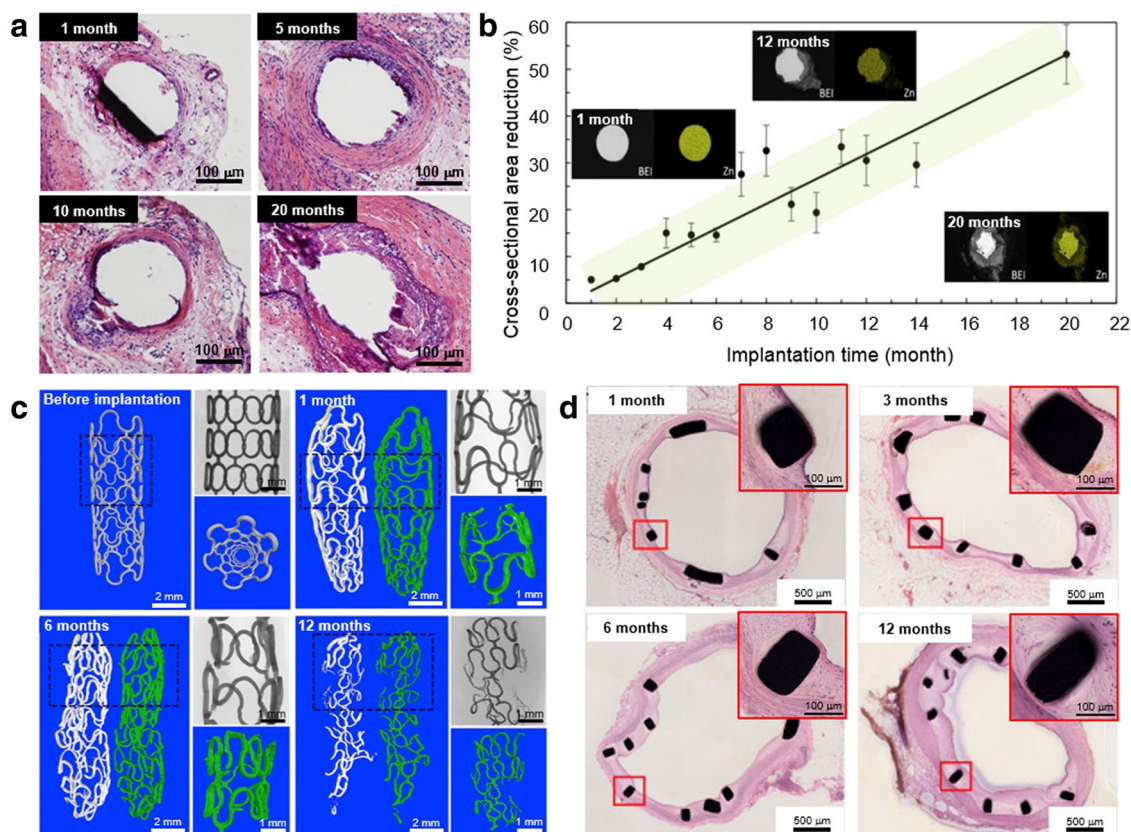 a
1 month
100 µm
5 months
100 µm
10 months
100 µm
20 months
100 µm
b
Cross-sectional area reduction (%)
60
50
40
30
20
10
0
12 months
BEI
Zn
1 month
BEI
Zn
20 months
BEI
Zn
0 2 4 6 8 10 12 14 16 18 20 22
Implantation time (month)
c
Before implantation
2 mm
1 mm
1 month
2 mm
1 mm
1 mm
6 months
2 mm
1 mm
1 mm
12 months
2 mm
1 mm
1 mm
d
1 month
100 µm
500 µm
3 months
100 µm
500 µm
6 months
100 µm
500 µm
12 months
100 µm
500 µm